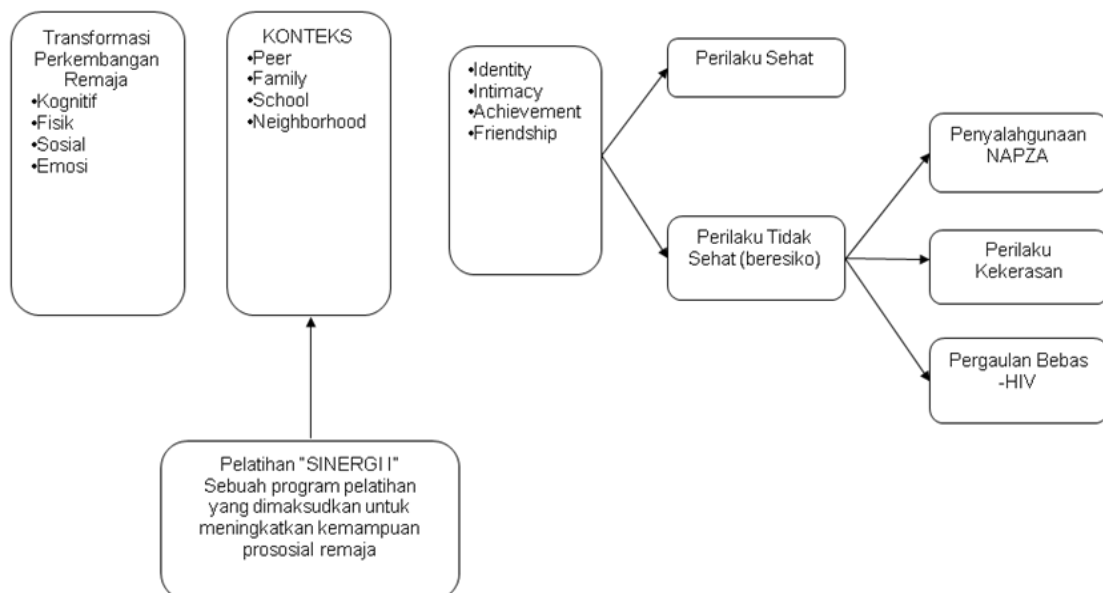 Transformasi
Perkembangan
Remaja
•Kognitif
•Fisik
•Sosial
•Emosi
KONTEKS
•Peer
•Family
•School
•Neighborhood
•Identity
•Intimacy
•Achievement
•Friendship
Perilaku Sehat
Perilaku Tidak
Sehat (beresiko)
Penyalahgunaan
NAPZA
Perilaku
Kekerasan
Pergaulan Bebas
-HIV
Pelatihan "SINERGI I"
Sebuah program pelatihan
yang dimaksudkan untuk
meningkatkan kemampuan
prososial remaja